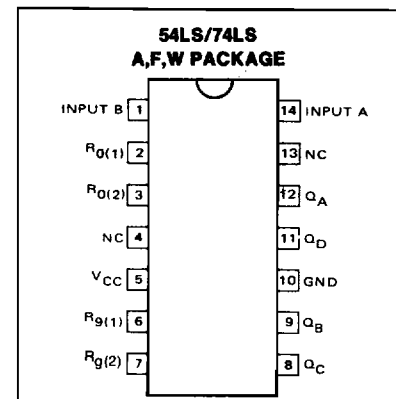 54LS/74LS
A,F,W PACKAGE
INPUT B 1 14 INPUT A
R0(1) 2 13 NC
R0(2) 3 12 QA
NC 4 11 QD
VCC 5 10 GND
R9(1) 6 9 QB
Rg(2) 7 8 QC